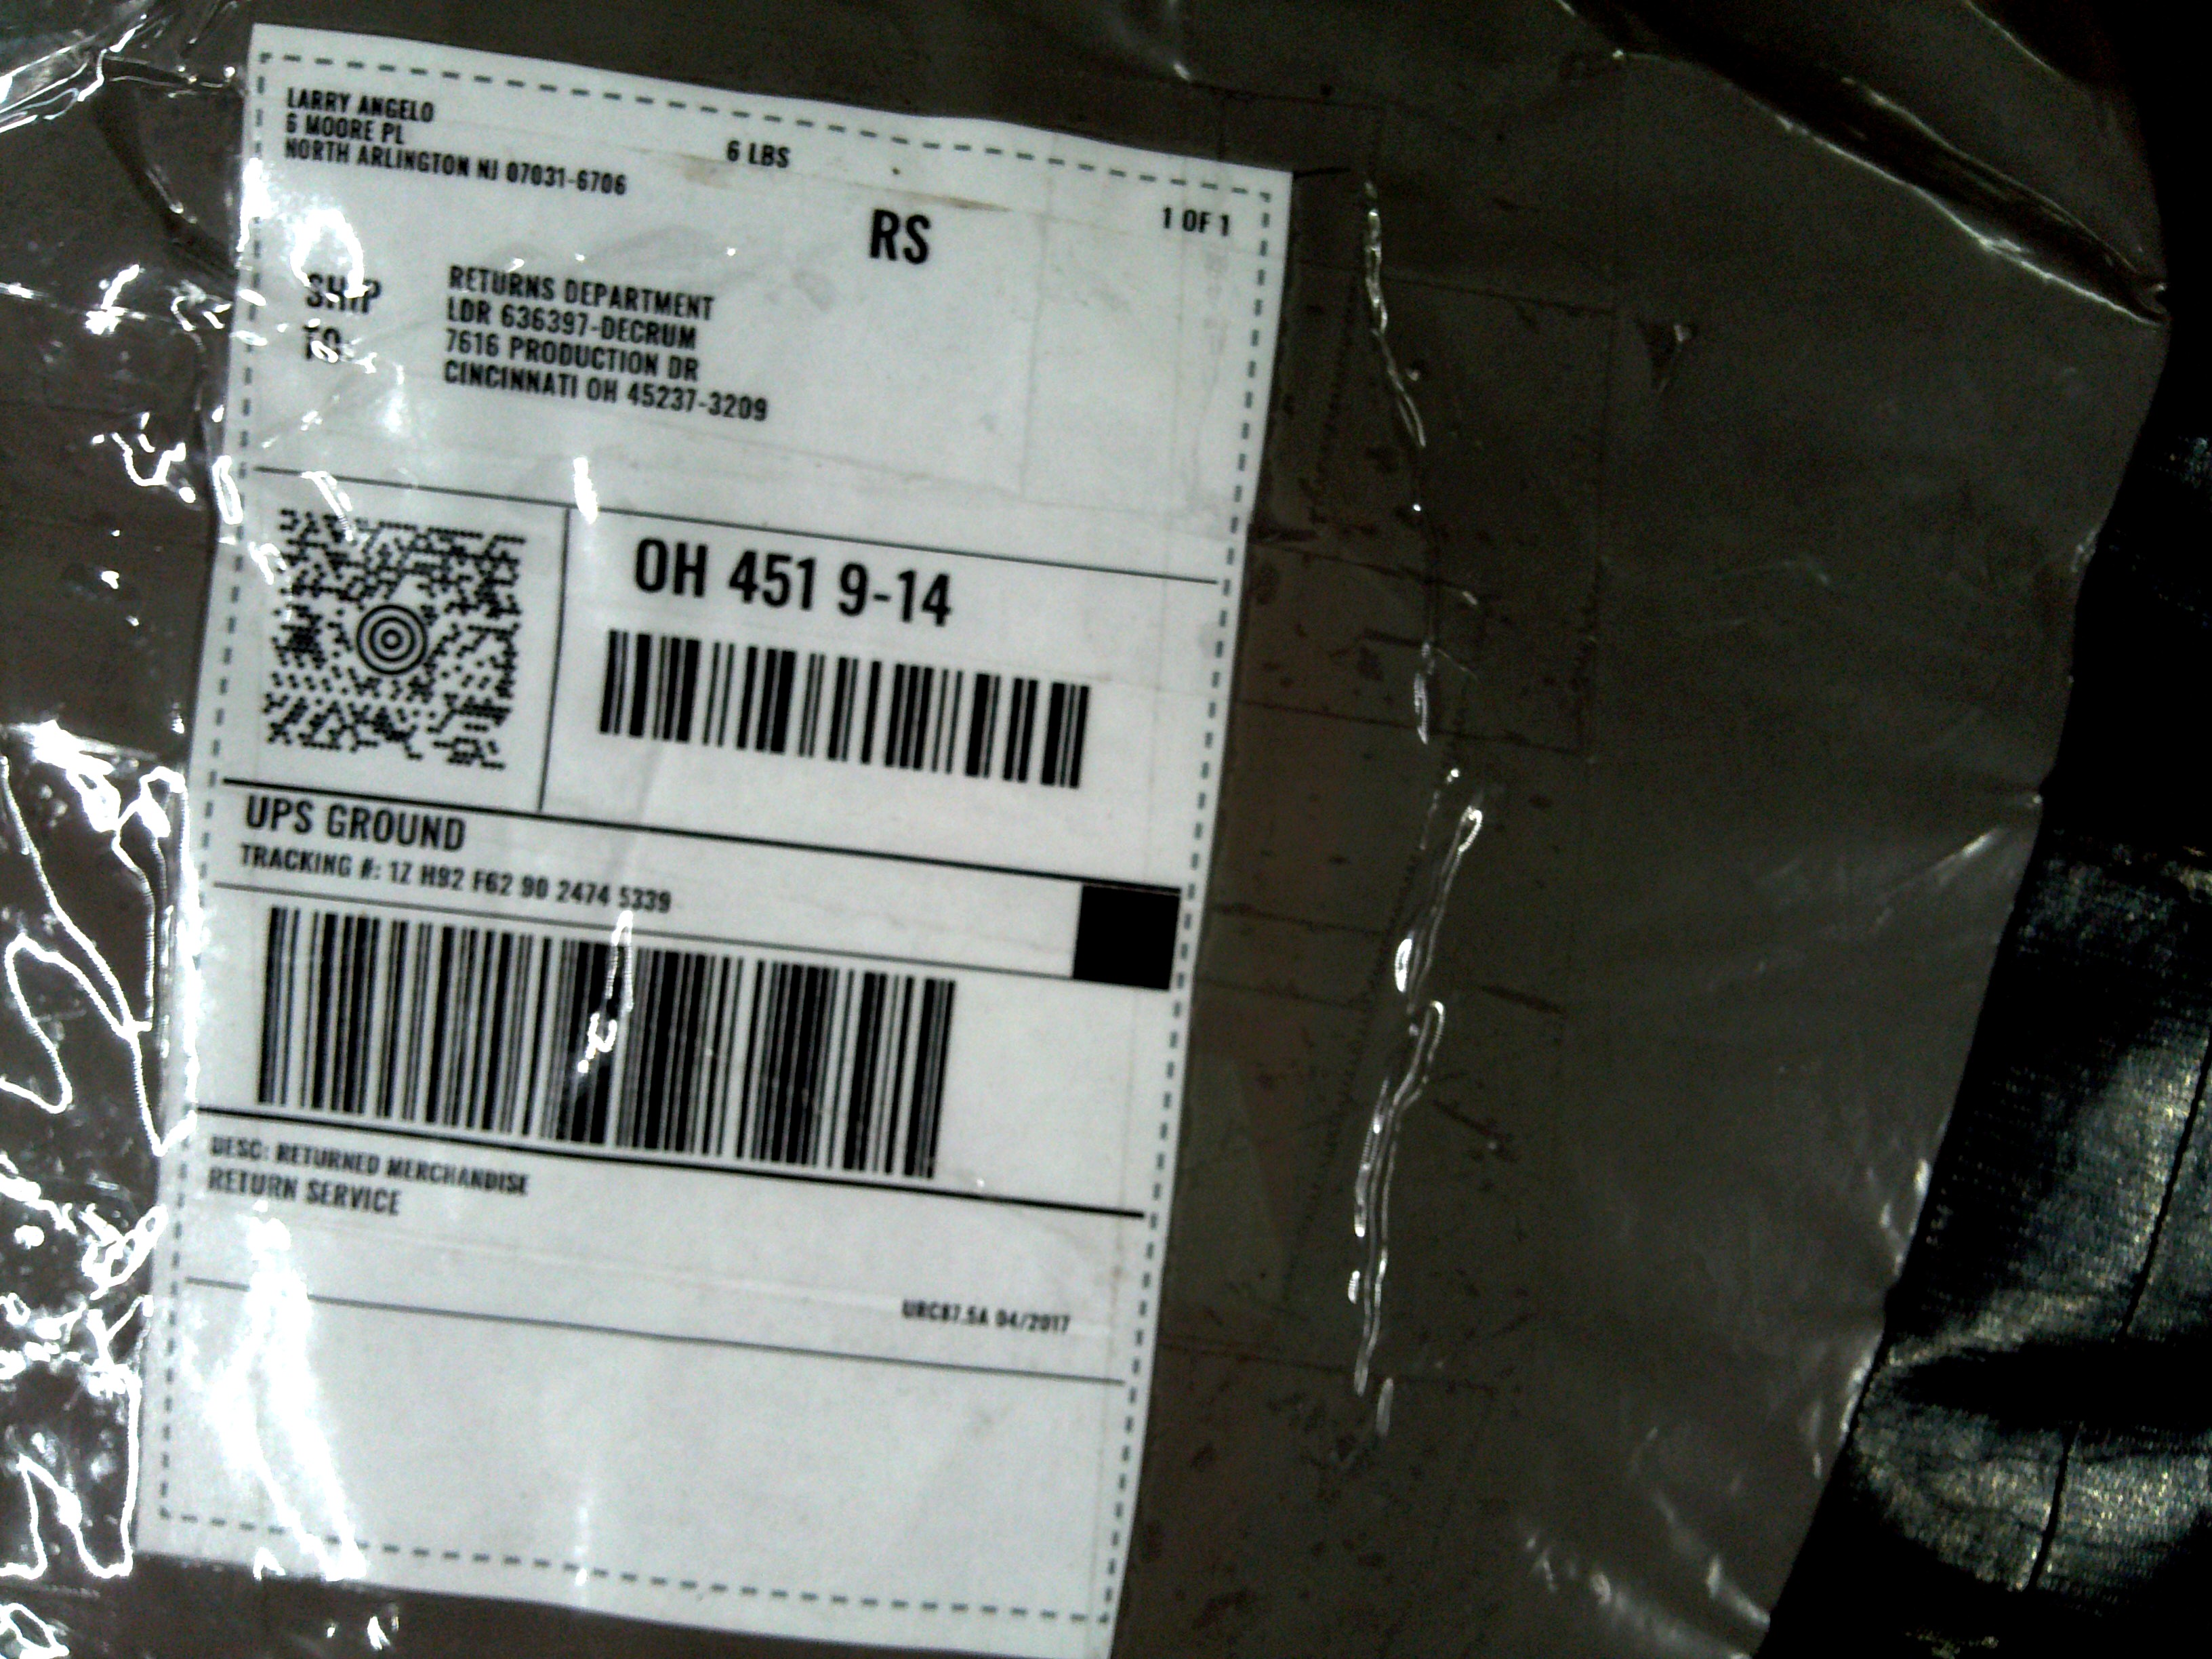 LARRY ANGELO
6 MOORE PL
NORTH ARLINGTON NJ 07031-6706
6 LBS
1 OF 1
RS
SHIP
TO:
RETURNS DEPARTMENT
LDR 636397-DECRUM
7616 PRODUCTION DR
CINCINNATI OH 45237-3209
OH 451 9-14
UPS GROUND
TRACKING #: 1Z H92 F62 90 2474 5339
DESC: RETURNED MERCHANDISE
RETURN SERVICE
URC87.5A 04/2017